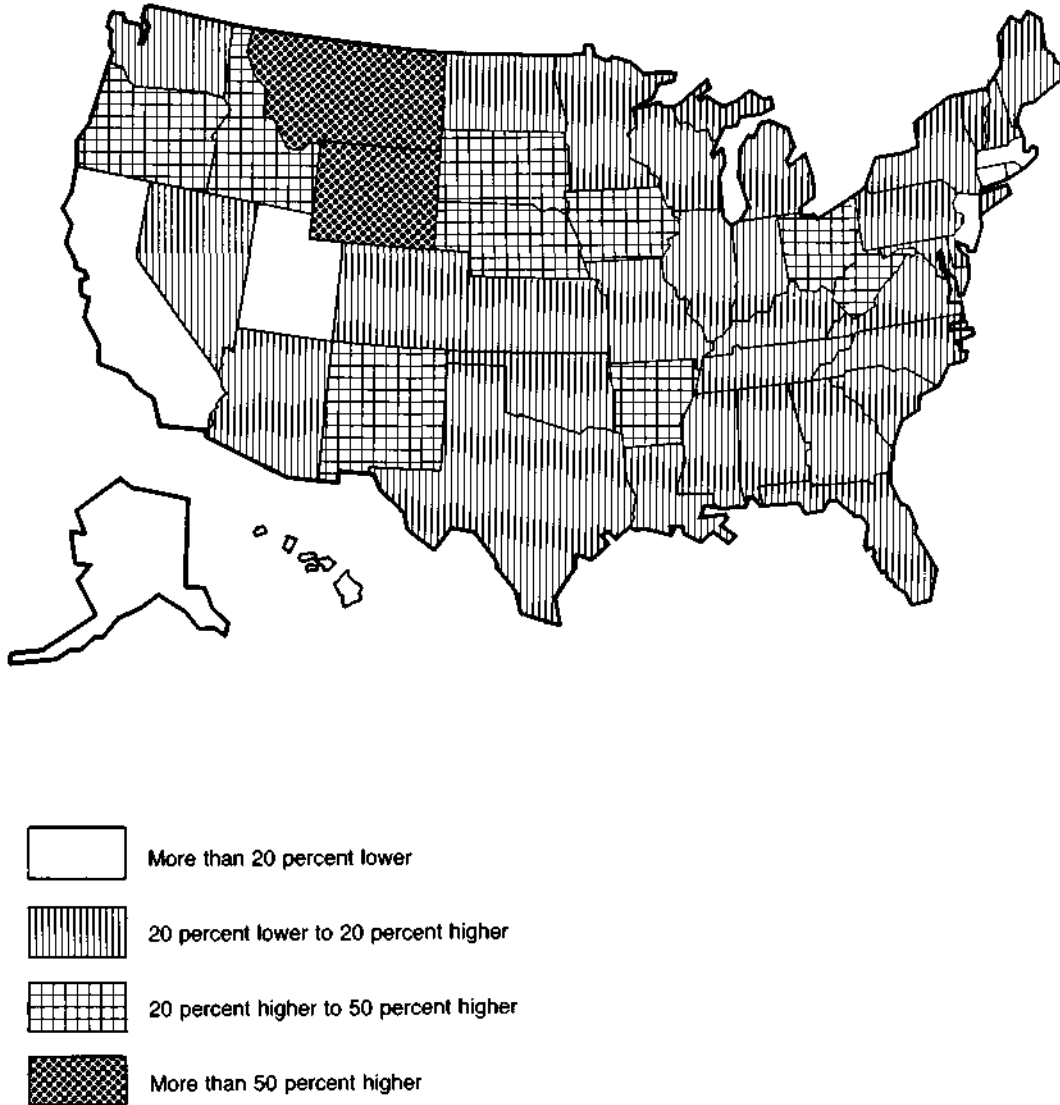 More than 20 percent lower
20 percent lower to 20 percent higher
20 percent higher to 50 percent higher
More than 50 percent higher